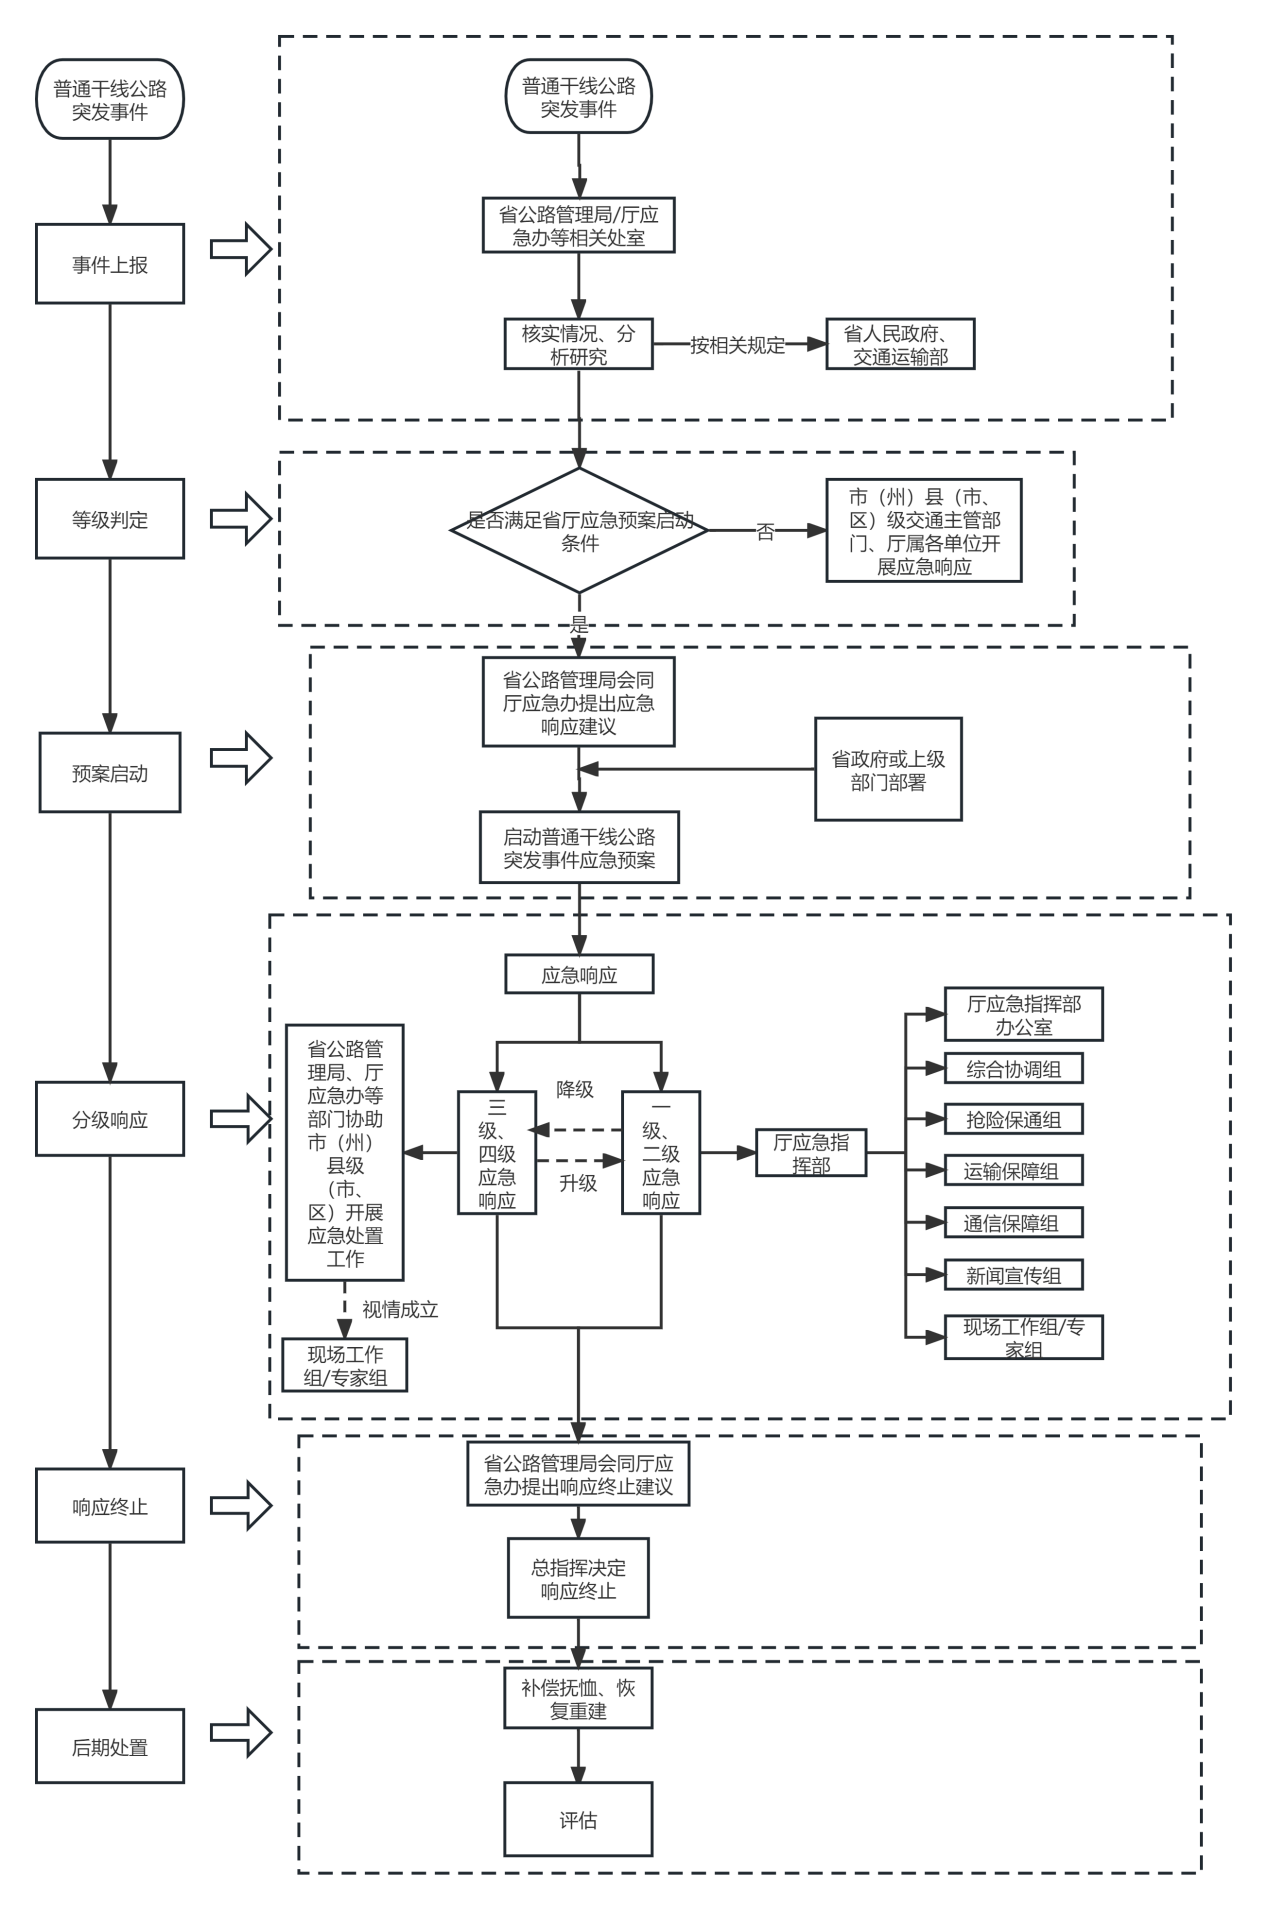 普通干线公路
突发事件
事件上报
等级判定
预案启动
分级响应
响应终止
后期处置
普通干线公路
突发事件
省公路管理局/厅应
急办等相关处室
核实情况、分
析研究
按相关规定
省人民政府、
交通运输部
是否满足省厅应急预案启动
条件
否
市（州）县（市、
区）级交通主管部
门、厅属各单位开
展应急响应
是
省公路管理局会同
厅应急办提出应急
响应建议
省政府或上级
部门部署
启动普通干线公路
突发事件应急预案
应急响应
省公路管
理局、厅
应急办等
部门协助
市（州）
县级
（市、
区）开展
应急处置
工作
视情成立
现场工作
组/专家组
三
级、
四级
应急
响应
降级
升级
一
级、
二级
应急
响应
厅应急指
挥部
厅应急指挥部
办公室
综合协调组
抢险保通组
运输保障组
通信保障组
新闻宣传组
现场工作组/专
家组
省公路管理局会同厅应
急办提出响应终止建议
总指挥决定
响应终止
补偿抚恤、恢
复重建
评估